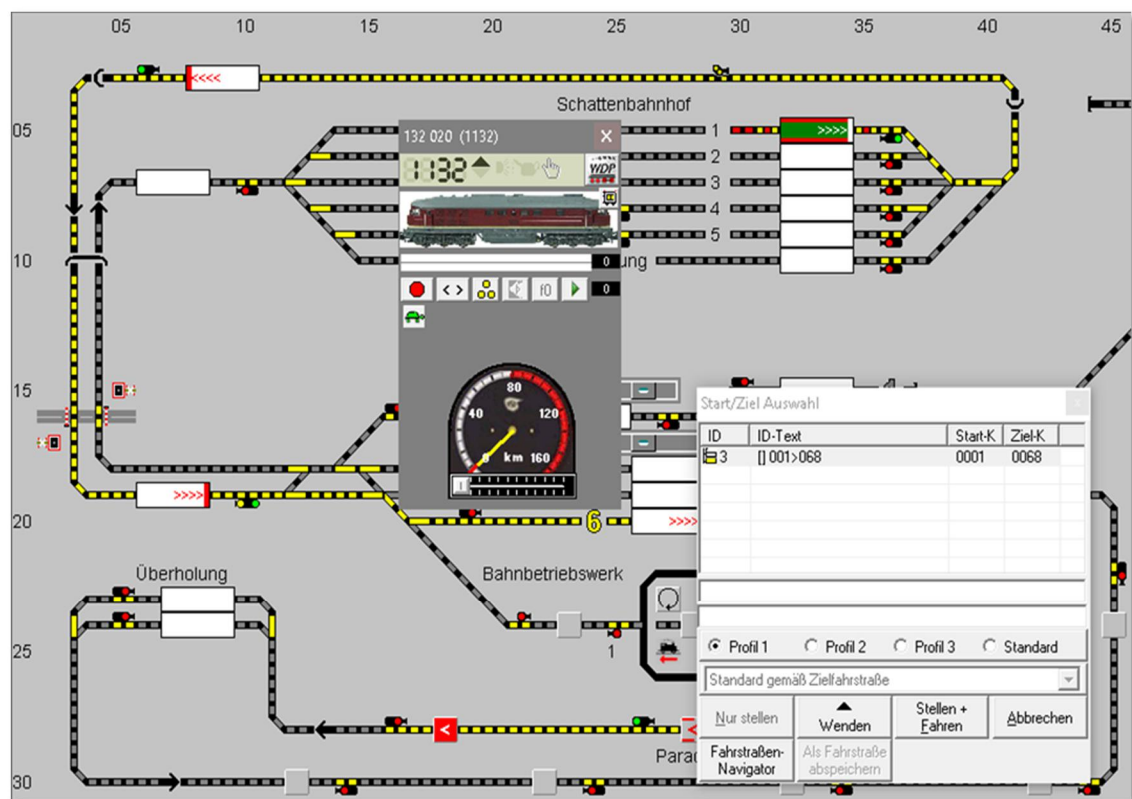 05 10 15 20 25 30 35 40 45
<<<<
Schattenbahnhof
05
132 020 (1132) X
1 >>>>
1132
WDP
2
3
4
5
10
0
ung
< > f0 0
15
40 80 120
km 160
>>>>
20
6 >>>>
Überholung
Bahnbetriebswerk
25
1
<
<
Parad
30
Start/Ziel Auswahl
ID ID-Text Start-K Ziel-K
3 [] 001>068 0001 0068
Profil 1 Profil 2 Profil 3 Standard
Standard gemäß Zielfahrstraße
Nur stellen Wenden Stellen + Fahren Abbrechen
Fahrstraßen-Navigator Als Fahrstraße abspeichern